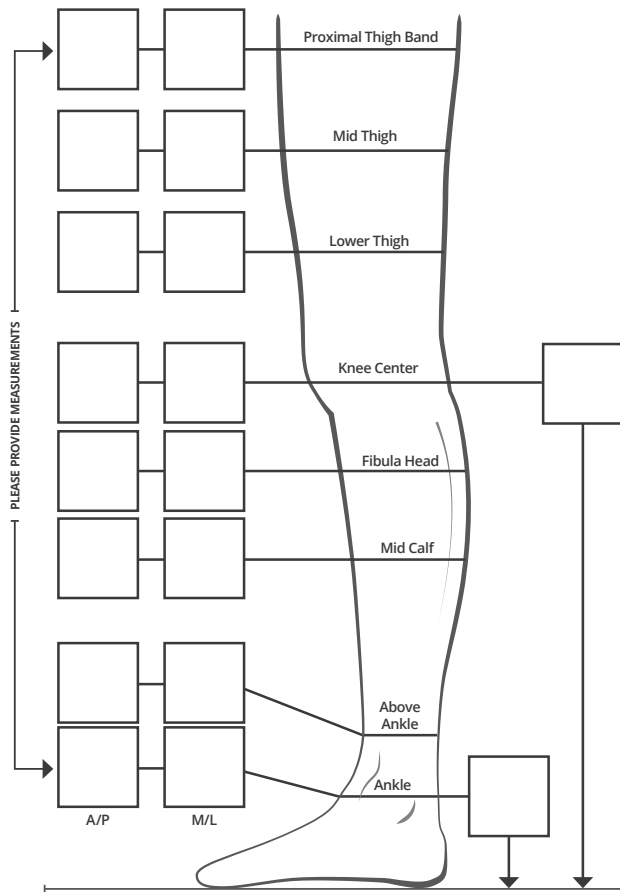 Proximal Thigh Band
Mid Thigh
Lower Thigh
PLEASE PROVIDE MEASUREMENTS
Knee Center
Fibula Head
Mid Calf
Above
Ankle
Ankle
A/P
M/L